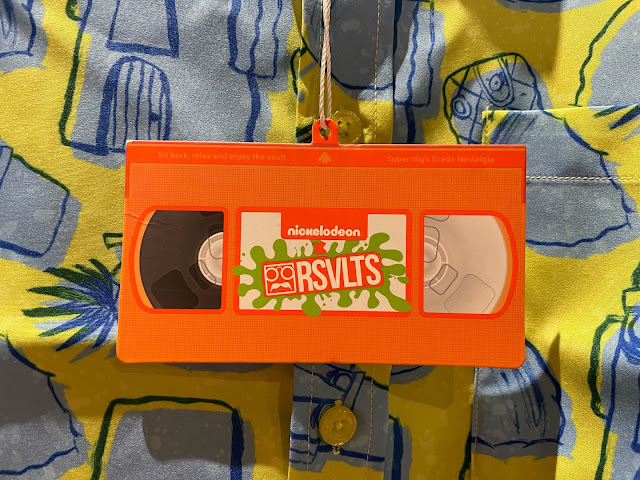 Sit back, relax and enjoy the vault
Super High-Grade Nostalgia
nickelodeon
x
RSVLTS